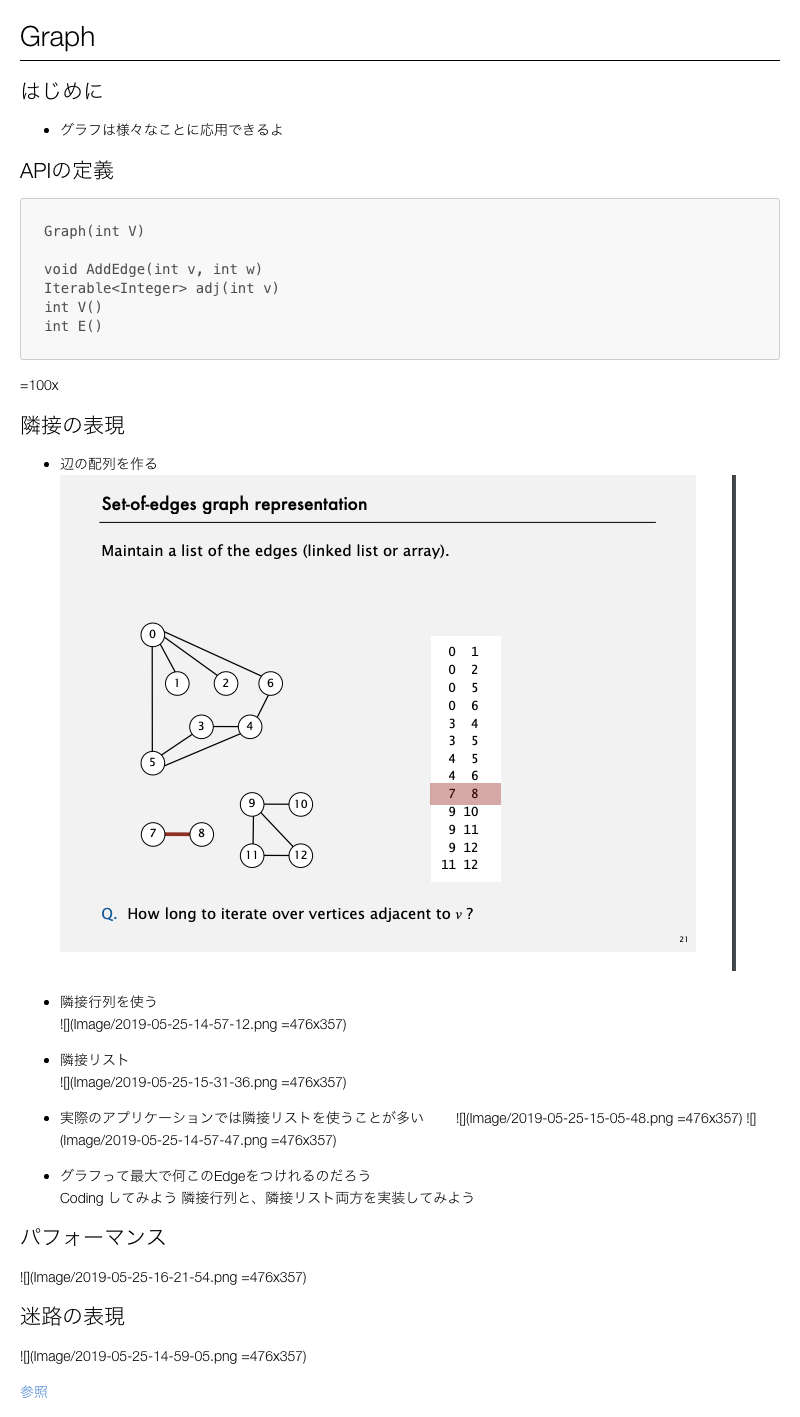 Graph
はじめに
グラフは様々なことに応用できるよ
APIの定義
Graph(int V)
void AddEdge(int v, int w)
Iterable<Integer> adj(int v)
int V()
int E()
=100x
隣接の表現
辺の配列を作る
Set-of-edges graph representation
Maintain a list of the edges (linked list or array).
0
1
2
6
3
4
5
9
10
7
8
11
12
0 1
0 2
0 5
0 6
3 4
3 5
4 5
4 6
7 8
9 10
9 11
9 12
11 12
Q. How long to iterate over vertices adjacent to v ?
21
隣接行列を使う
![](Image/2019-05-25-14-57-12.png =476x357)
隣接リスト
![](Image/2019-05-25-15-31-36.png =476x357)
実際のアプリケーションでは隣接リストを使うことが多い ![](Image/2019-05-25-15-05-48.png =476x357) ![]
(Image/2019-05-25-14-57-47.png =476x357)
グラフって最大で何このEdgeをつけれるのだろう
Coding してみよう 隣接行列と、隣接リスト両方を実装してみよう
パフォーマンス
![](Image/2019-05-25-16-21-54.png =476x357)
迷路の表現
![](Image/2019-05-25-14-59-05.png =476x357)
参照